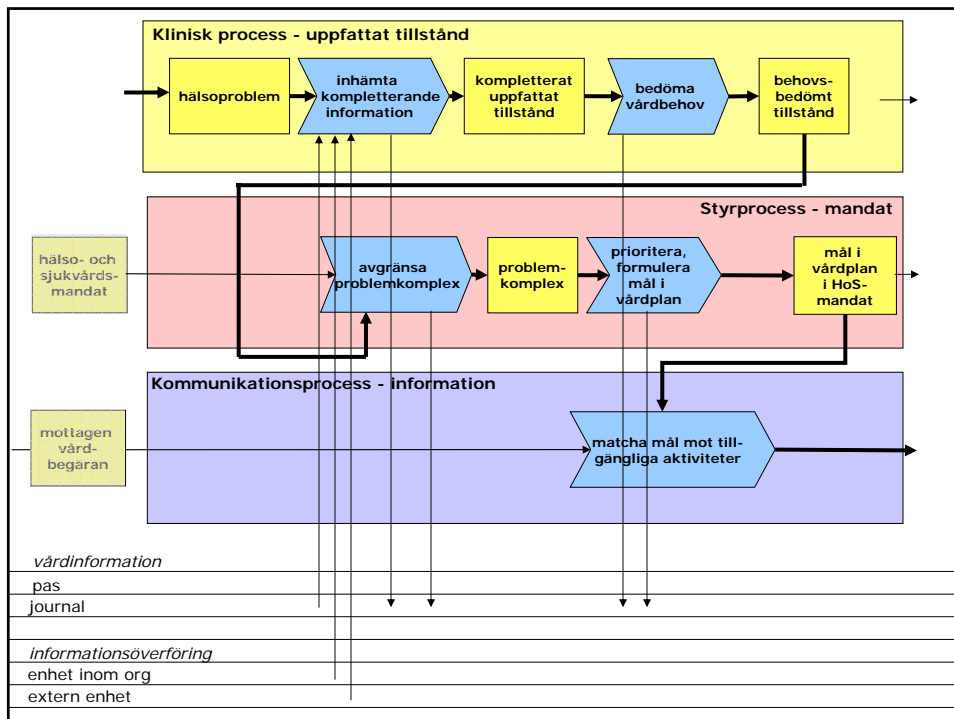 Klinisk process - uppfattat tillstånd
hälsoproblem
inhämta
kompletterande
information
kompletterat
uppfattat
tillstånd
bedöma
vårdbehov
behovs-
bedömt
tillstånd
Styrprocess - mandat
hälso- och
sjukvårds-
mandat
avgränsa
problemkomplex
problem-
komplex
prioritera,
formulera
mål i
vårdplan
mål i
vårdplan
i HoS-
mandat
Kommunikationsprocess - information
mottagen
vård-
begäran
matcha mål mot till-
gängliga aktiviteter
vårdinformation
pas
journal
informationsöverföring
enhet inom org
extern enhet